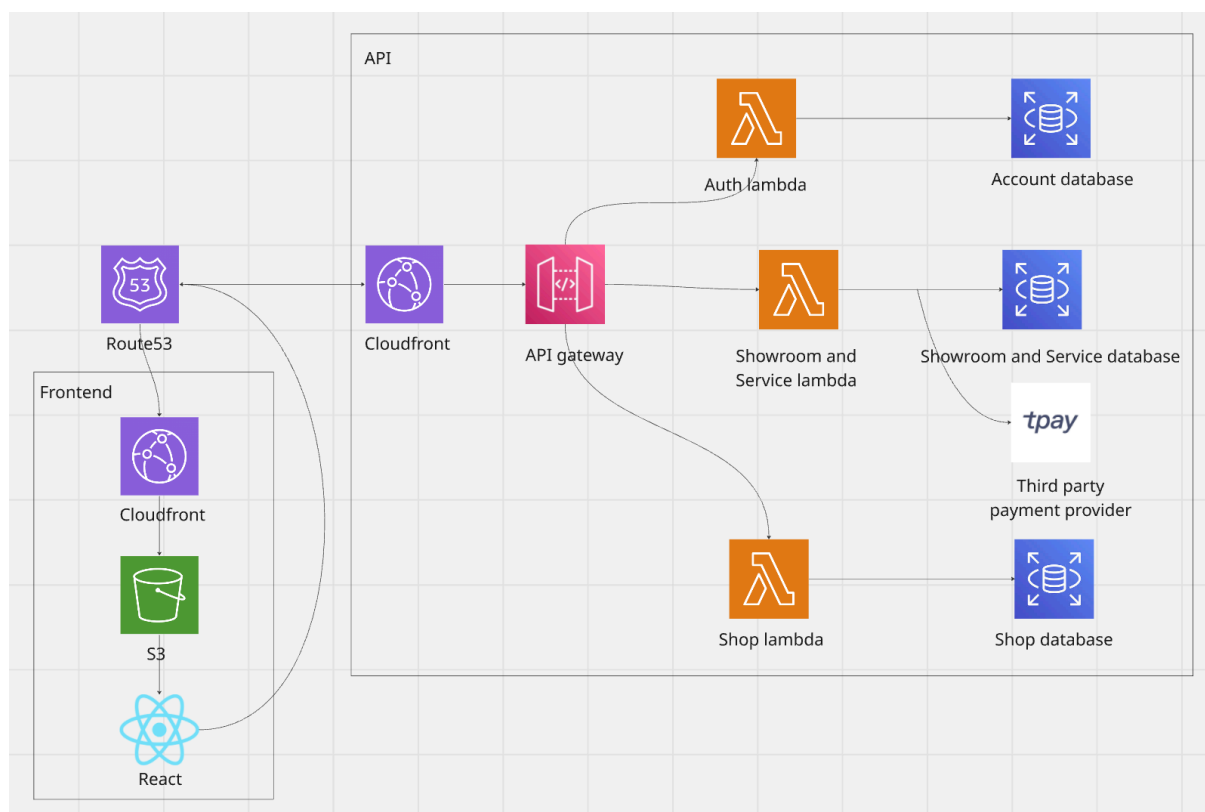 API
Auth lambda
Account database
53
Route53
Cloudfront
</>
API gateway
Showroom and
Service lambda
Showroom and Service database
tpay
Third party
payment provider
Frontend
Cloudfront
S3
React
Shop lambda
Shop database